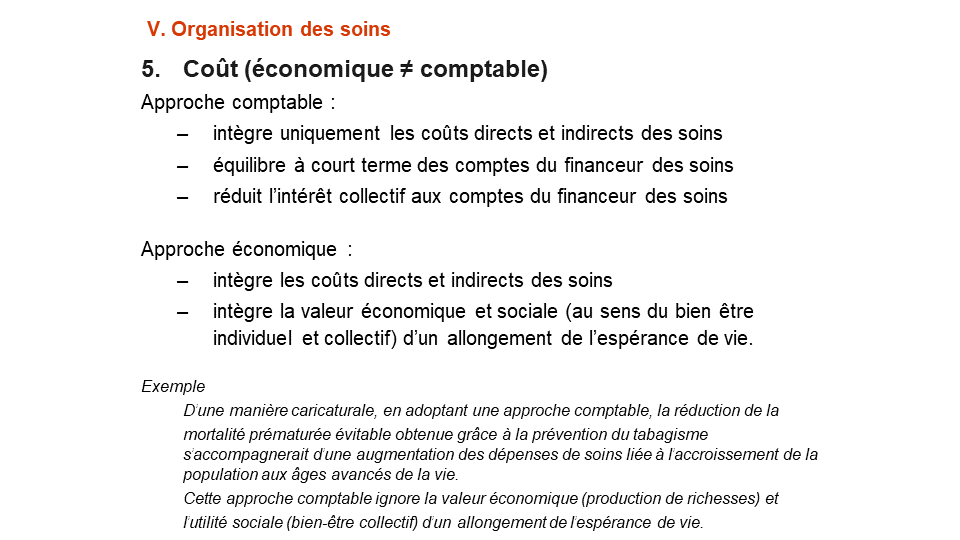 V. Organisation des soins
5. Coût (économique ≠ comptable)
Approche comptable :
– intègre uniquement les coûts directs et indirects des soins
– équilibre à court terme des comptes du financeur des soins
– réduit l’intérêt collectif aux comptes du financeur des soins
Approche économique :
– intègre les coûts directs et indirects des soins
– intègre la valeur économique et sociale (au sens du bien être
individuel et collectif) d’un allongement de l’espérance de vie.
Exemple
D'une manière caricaturale, en adoptant une approche comptable, la réduction de la
mortalité prématurée évitable obtenue grâce à la prévention du tabagisme
s'accompagnerait d'une augmentation des dépenses de soins liée à l'accroissement de la
population aux âges avancés de la vie.
Cette approche comptable ignore la valeur économique (production de richesses) et
l'utilité sociale (bien-être collectif) d'un allongement de l'espérance de vie.